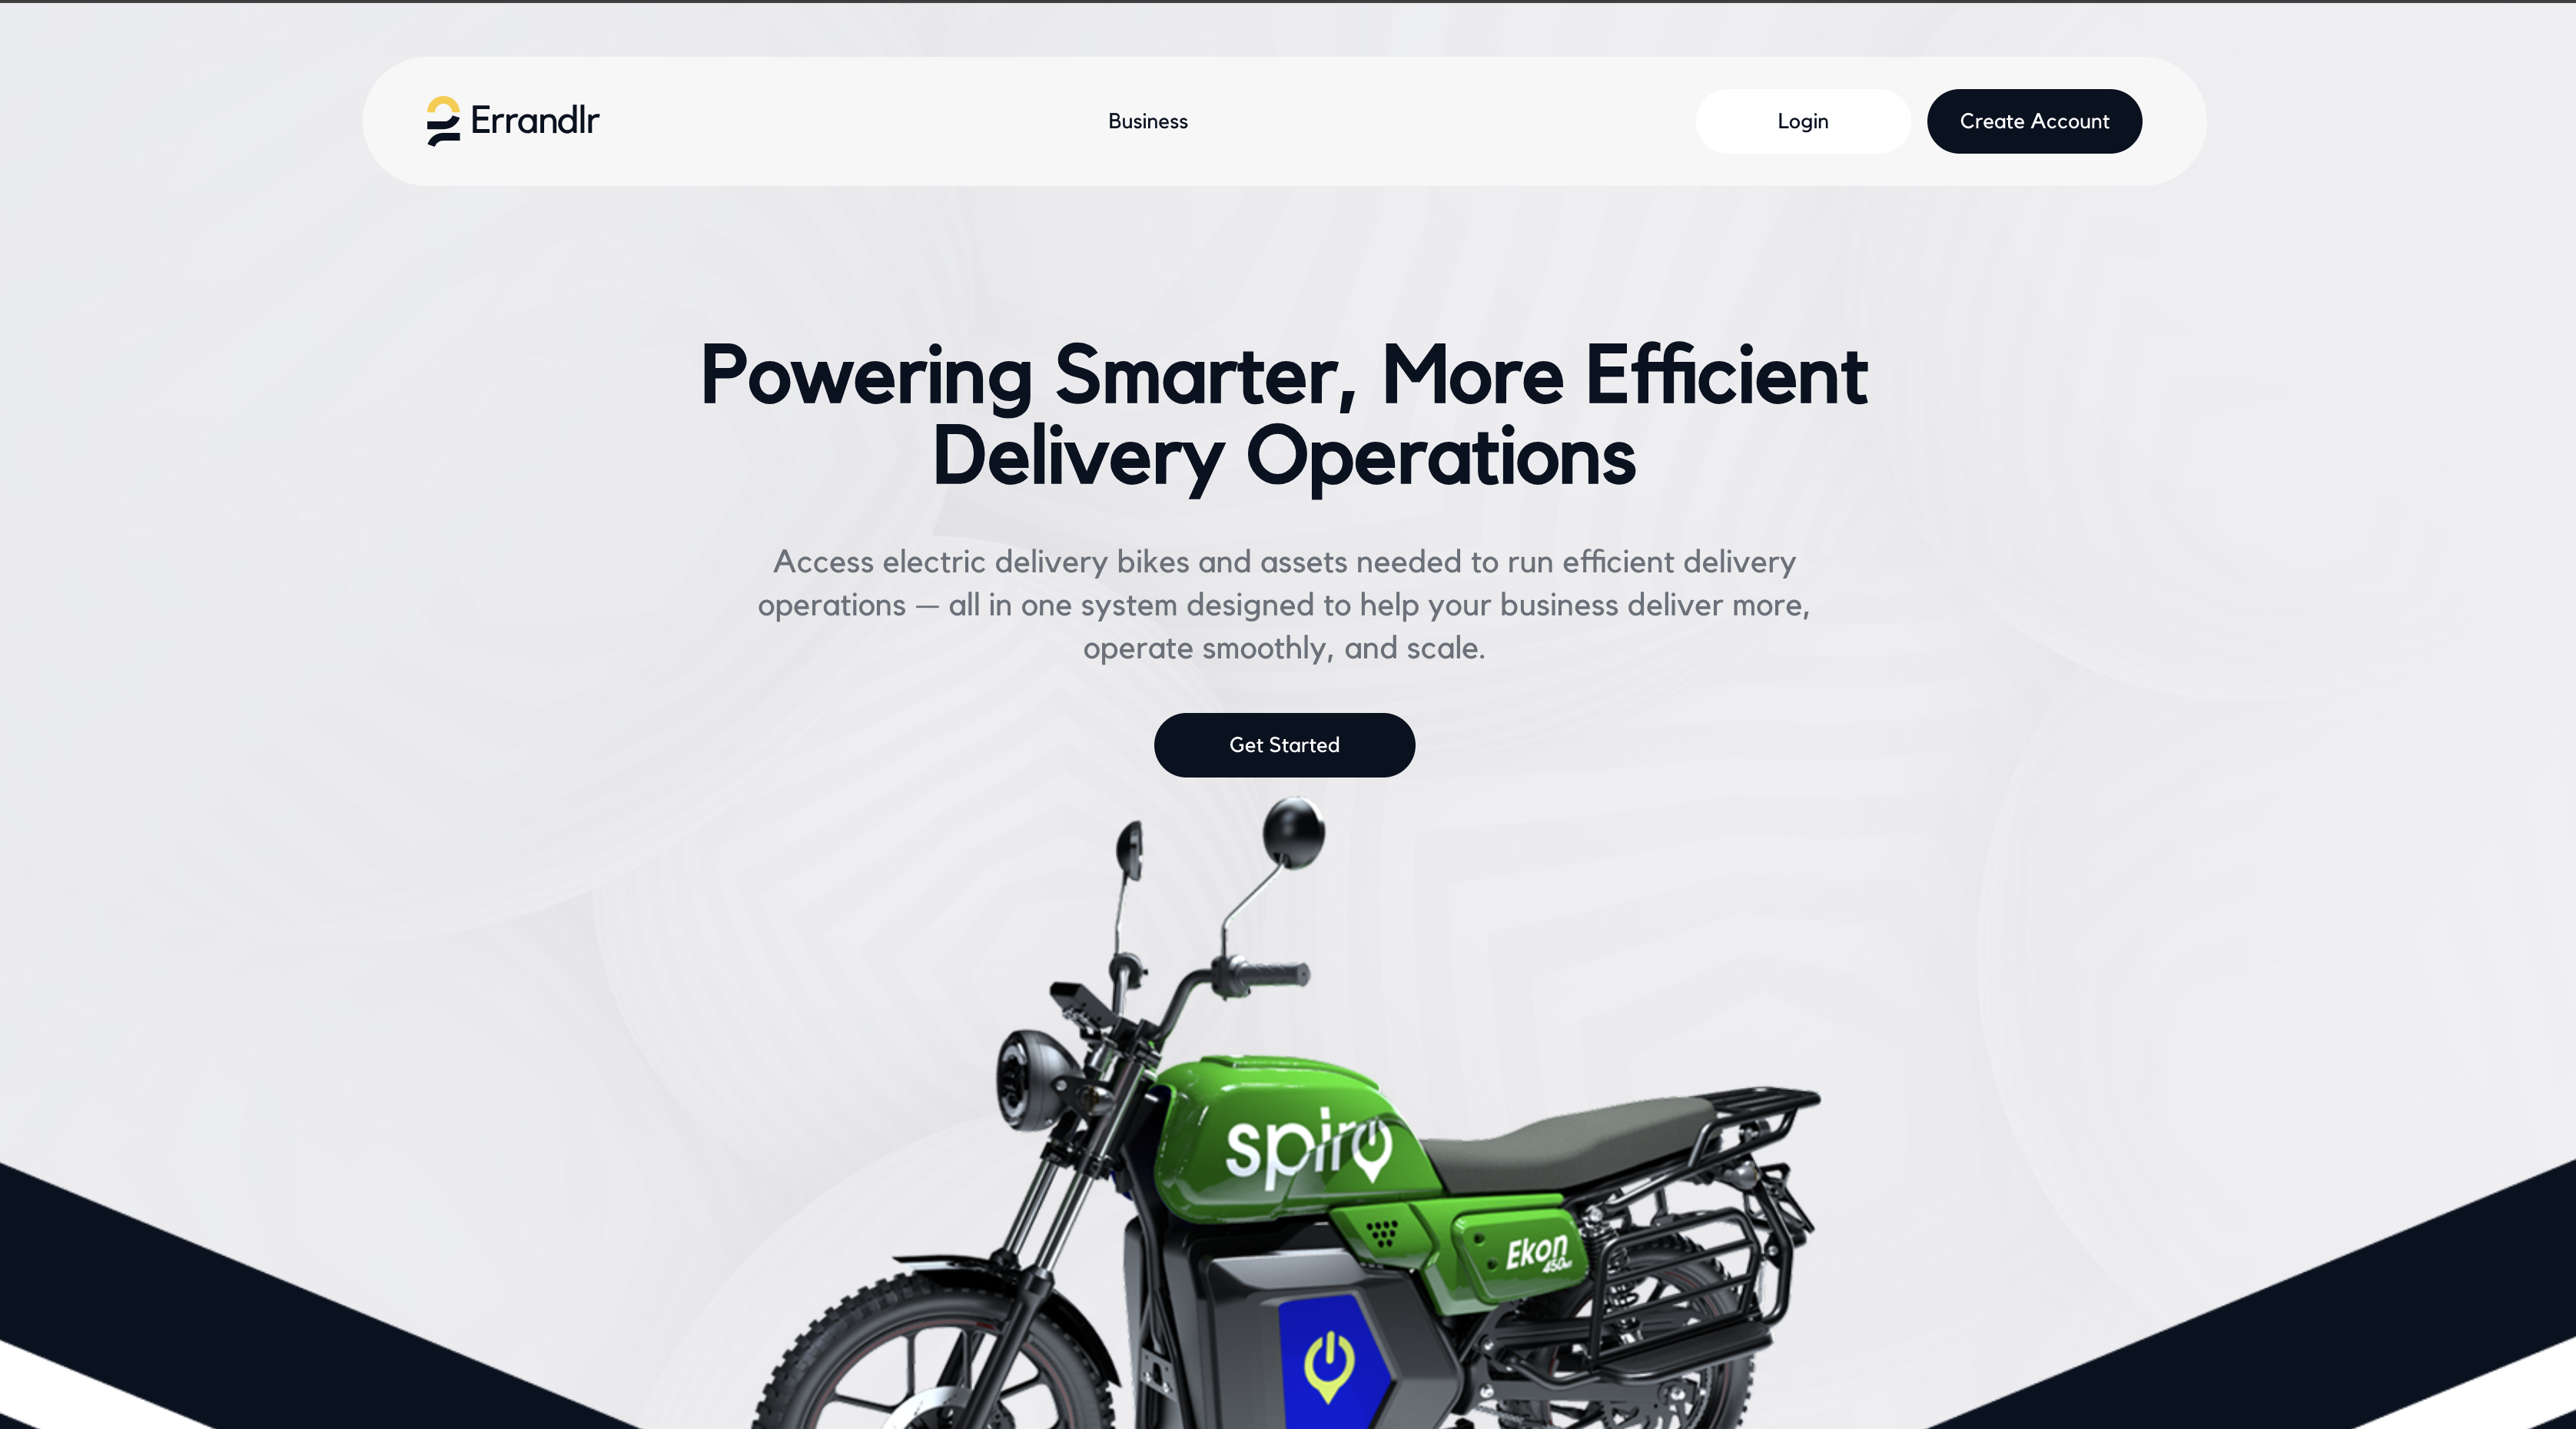 Errandlr
Business
Login
Create Account
Powering Smarter, More Efficient
Delivery Operations
Access electric delivery bikes and assets needed to run efficient delivery
operations — all in one system designed to help your business deliver more,
operate smoothly, and scale.
Get Started
spiro
Ekon
450